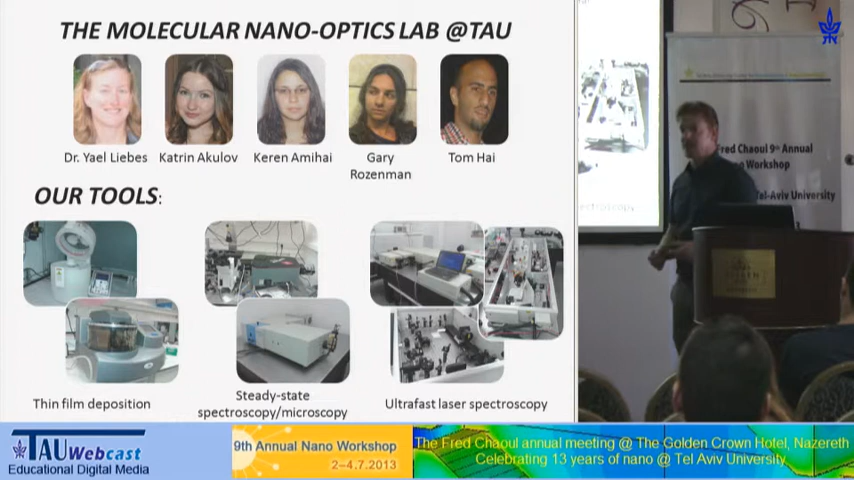 THE MOLECULAR NANO-OPTICS LAB @TAU
Dr. Yael Liebes
Katrin Akulov
Keren Amihai
Gary
Rozenman
Tom Hai
OUR TOOLS:
Thin film deposition
Steady-state
spectroscopy/microscopy
Ultrafast laser spectroscopy
Fred Chaoul 9th Annual
Workshop
Tel-Aviv University
TAU Webcast
Educational Digital Media
9th Annual Nano Workshop
2–4.7.2013
The Fred Chaoul annual meeting @ The Golden Crown Hotel, Nazereth
Celebrating 13 years of nano @ Tel Aviv University